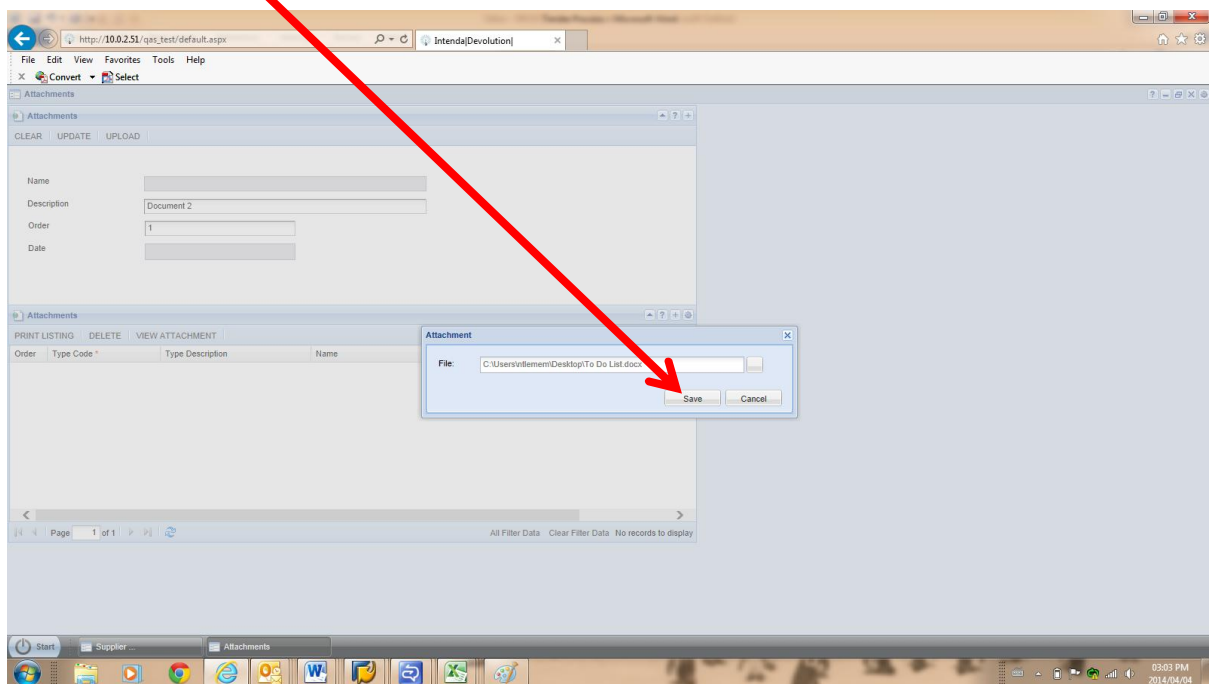 http://10.0.2.51/qas_test/default.aspx
Intenda|Devolution|
File Edit View Favorites Tools Help
x Convert Select
Attachments
Attachments
CLEAR UPDATE UPLOAD
Name
Description Document 2
Order 1
Date
Attachments
PRINT LISTING DELETE VIEW ATTACHMENT
Order Type Code * Type Description Name
Attachment
File: C:\Users\ntlemem\Desktop\To Do List.docx
Save Cancel
Page 1 of 1 All Filter Data Clear Filter Data No records to display
Start Supplier ... Attachments
03:03 PM
2014/04/04